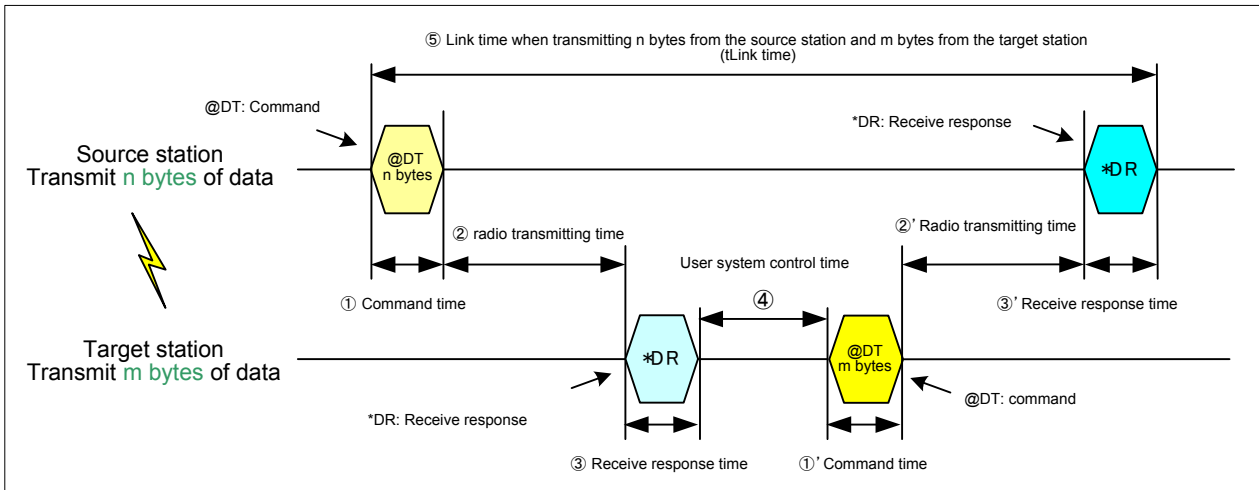 ⑤ Link time when transmitting n bytes from the source station and m bytes from the target station
(tLink time)
@DT: Command
*DR: Receive response
Source station
Transmit n bytes of data
@DT
n bytes
*DR
② radio transmitting time
②' Radio transmitting time
User system control time
① Command time
③' Receive response time
④
Target station
Transmit m bytes of data
*DR
@DT
m bytes
*DR: Receive response
@DT: command
③ Receive response time
①' Command time